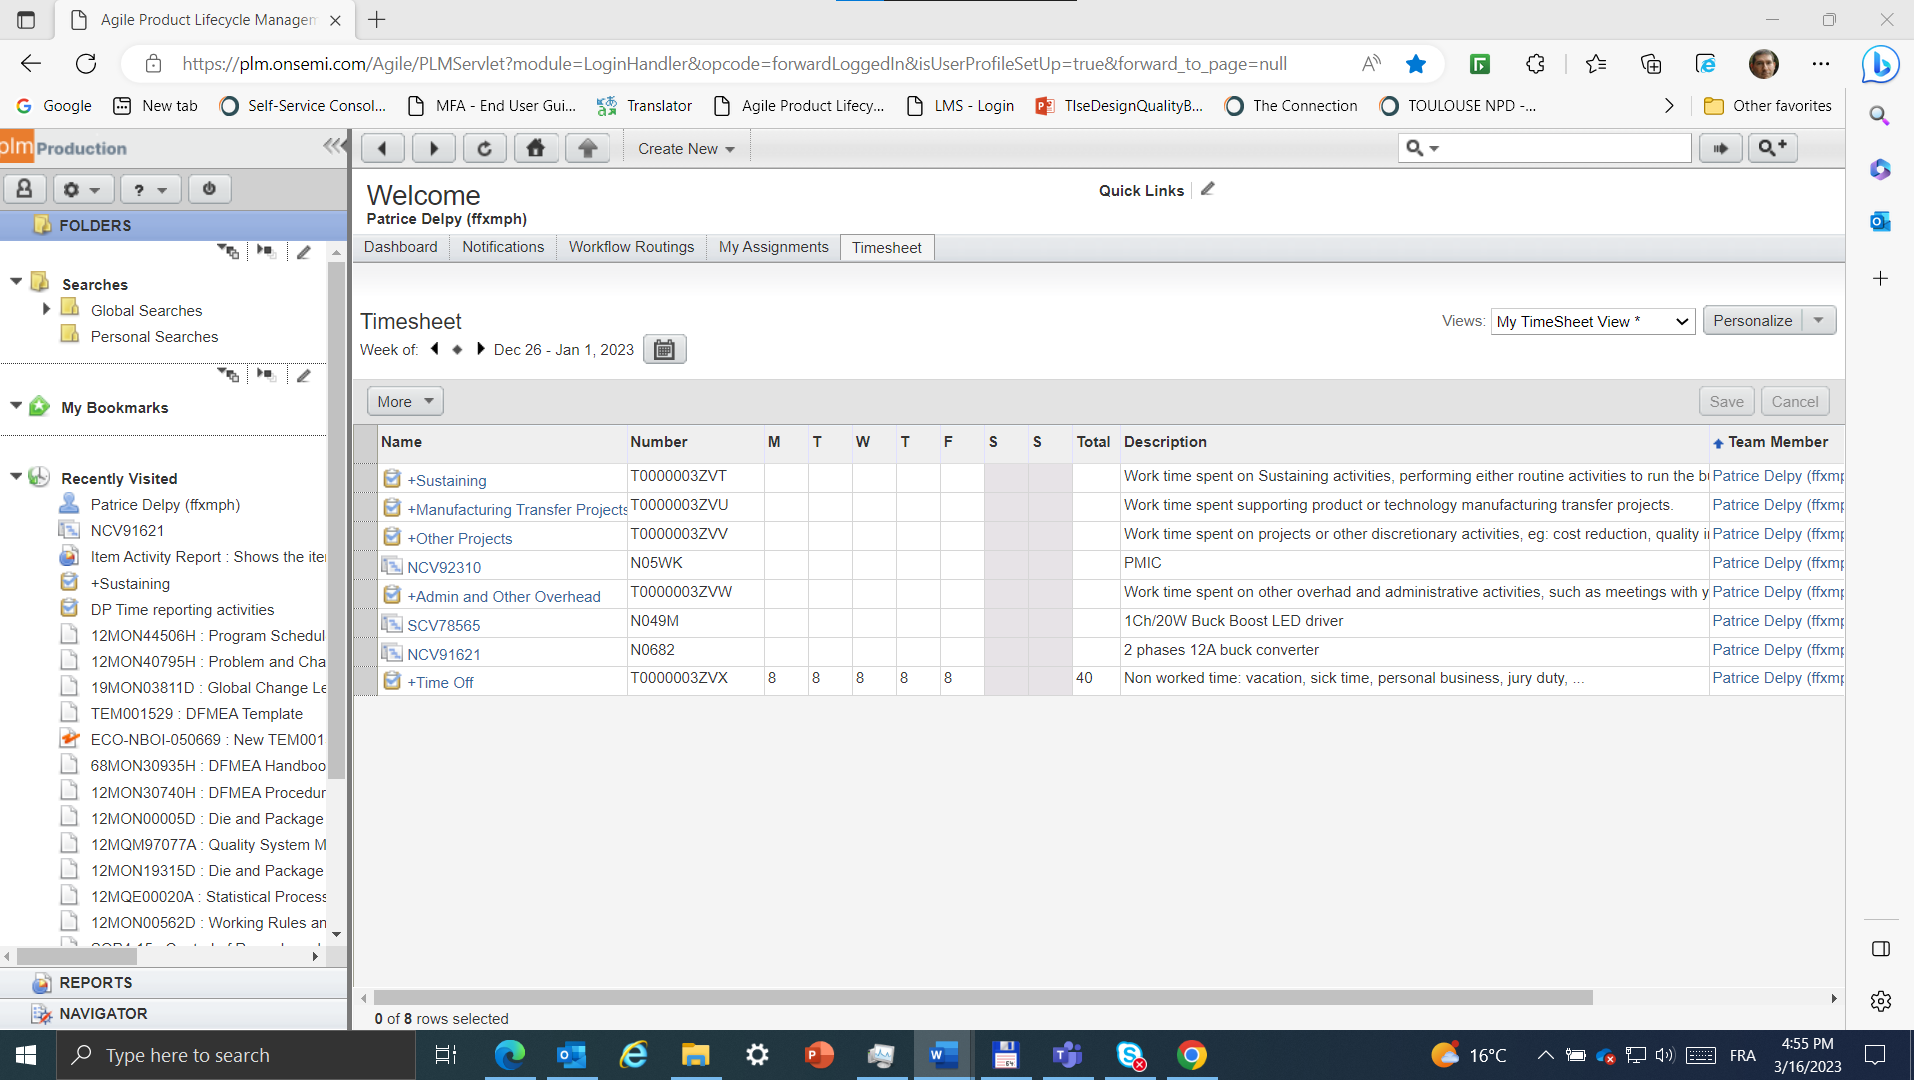 Agile Product Lifecycle Managem
https://plm.onsemi.com/Agile/PLMServlet?module=LoginHandler&opcode=forwardLoggedIn&isUserProfileSetUp=true&forward_to_page=null
Google
New tab
Self-Service Consol...
MFA - End User Gui...
Translator
Agile Product Lifecy...
LMS - Login
TlseDesignQualityB...
The Connection
TOULOUSE NPD -...
Other favorites
plm Production
Create New
FOLDERS
Searches
Global Searches
Personal Searches
My Bookmarks
Recently Visited
Patrice Delpy (ffxmph)
NCV91621
Item Activity Report : Shows the ite
+Sustaining
DP Time reporting activities
12MON44506H : Program Schedul
12MON40795H : Problem and Cha
19MON03811D : Global Change Le
TEM001529 : DFMEA Template
ECO-NBOI-050669 : New TEM001
68MON30935H : DFMEA Handboo
12MON30740H : DFMEA Procedur
12MON00005D : Die and Package
12MQM97077A : Quality System M
12MON19315D : Die and Package
12MQE00020A : Statistical Process
12MON00562D : Working Rules an
REPORTS
NAVIGATOR
Welcome
Patrice Delpy (ffxmph)
Quick Links
Dashboard
Notifications
Workflow Routings
My Assignments
Timesheet
Timesheet
Views: My TimeSheet View *
Personalize
Week of: Dec 26 - Jan 1, 2023
More
Save
Cancel
Name Number M T W T F S S Total Description Team Member
+Sustaining T0000003ZVT Work time spent on Sustaining activities, performing either routine activities to run the b Patrice Delpy (ffxmp
+Manufacturing Transfer Projects T0000003ZVU Work time spent supporting product or technology manufacturing transfer projects. Patrice Delpy (ffxmp
+Other Projects T0000003ZVV Work time spent on projects or other discretionary activities, eg: cost reduction, quality i Patrice Delpy (ffxmp
NCV92310 N05WK PMIC Patrice Delpy (ffxmp
+Admin and Other Overhead T0000003ZVW Work time spent on other overhad and administrative activities, such as meetings with y Patrice Delpy (ffxmp
SCV78565 N049M 1Ch/20W Buck Boost LED driver Patrice Delpy (ffxmp
NCV91621 N0682 2 phases 12A buck converter Patrice Delpy (ffxmp
+Time Off T0000003ZVX 8 8 8 8 8 40 Non worked time: vacation, sick time, personal business, jury duty, ... Patrice Delpy (ffxmp
0 of 8 rows selected
Type here to search
16°C
FRA
4:55 PM
3/16/2023